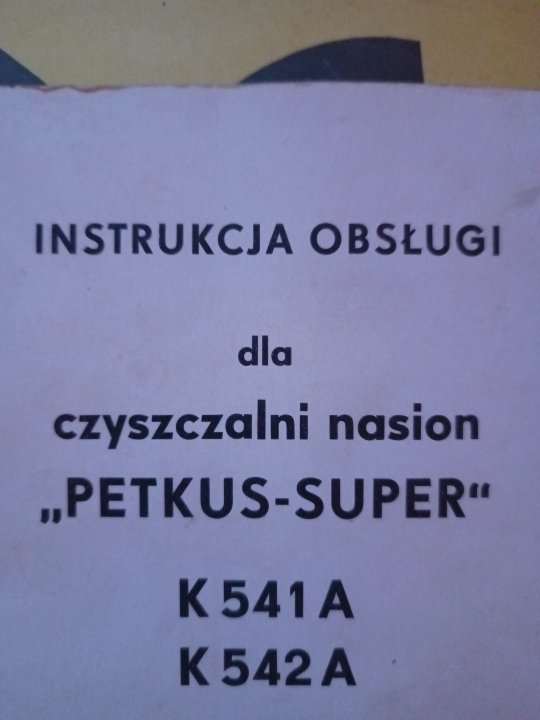 INSTRUKCJA OBSŁUGI
dla
czyszczalni nasion
„PETKUS-SUPER“
K 541 A
K 542 A